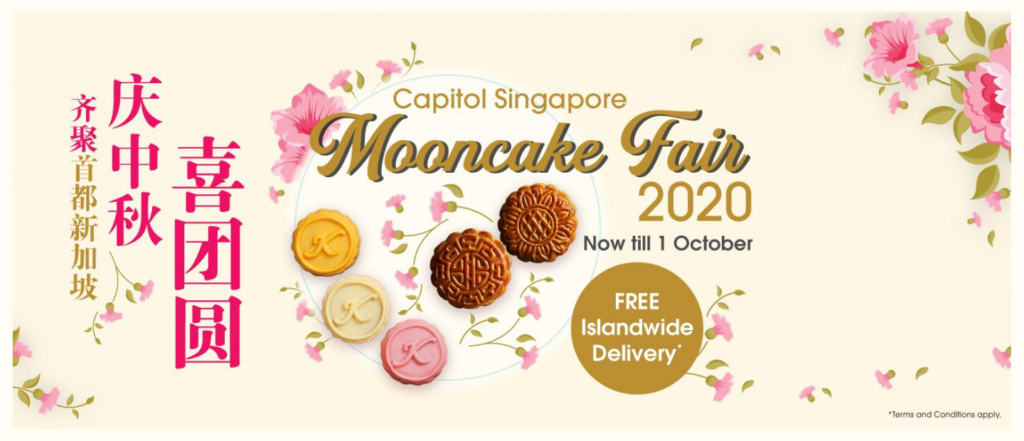 齐聚首都新加坡
庆中秋
喜团圆
Capitol Singapore
Mooncake Fair
2020
Now till 1 October
K
K
K
FREE
Islandwide
Delivery*
*Terms and Conditions apply.